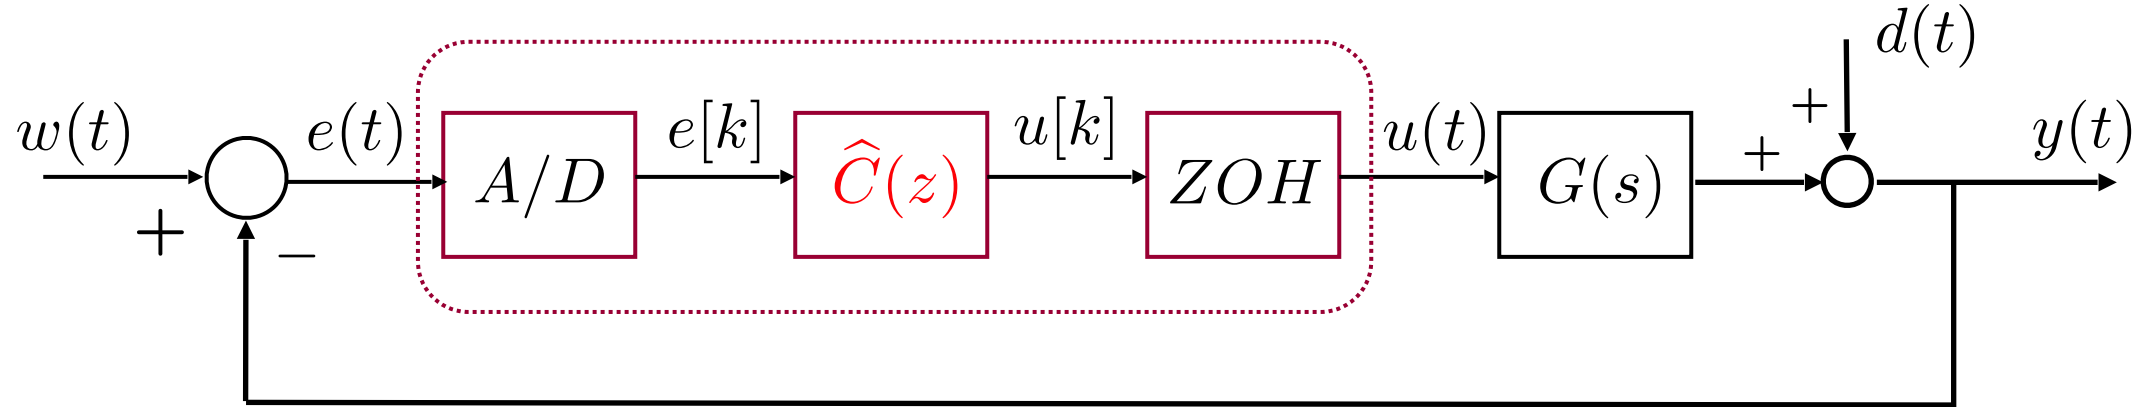 d(t)
w(t) e(t) e[k] u[k] u(t) + y(t)
A/D Ĉ(z) ZOH G(s) +
+ −